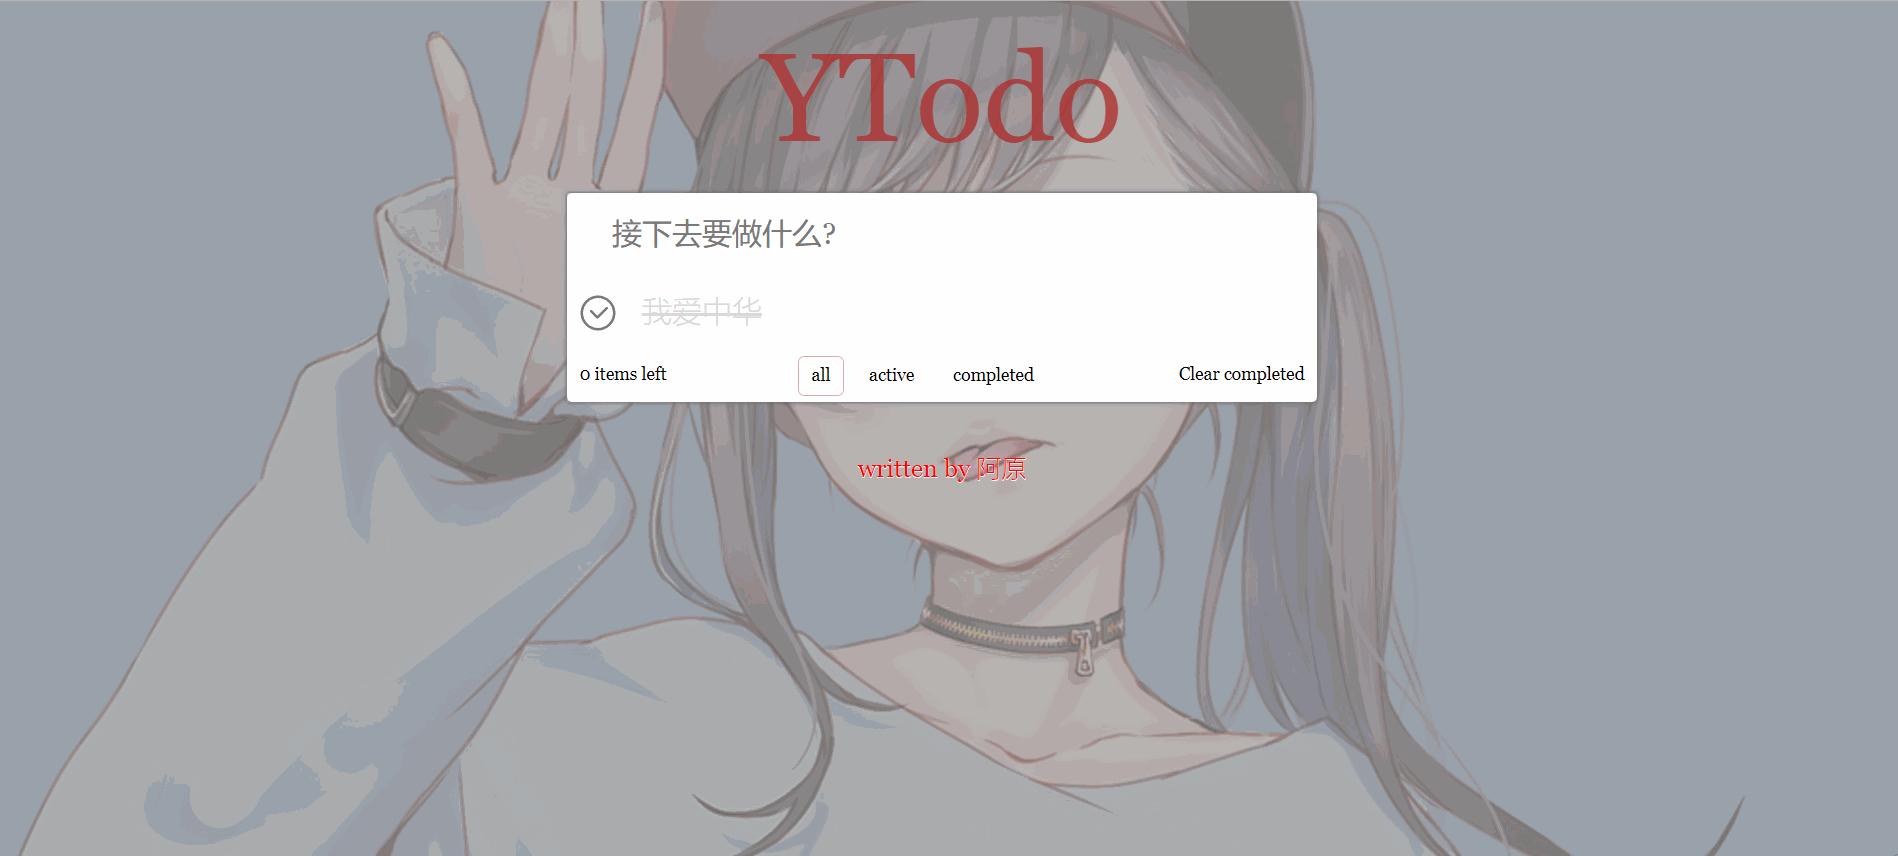 YTodo
接下去要做什么?
我爱中华
0 items left
all
active
completed
Clear completed
written by 阿原